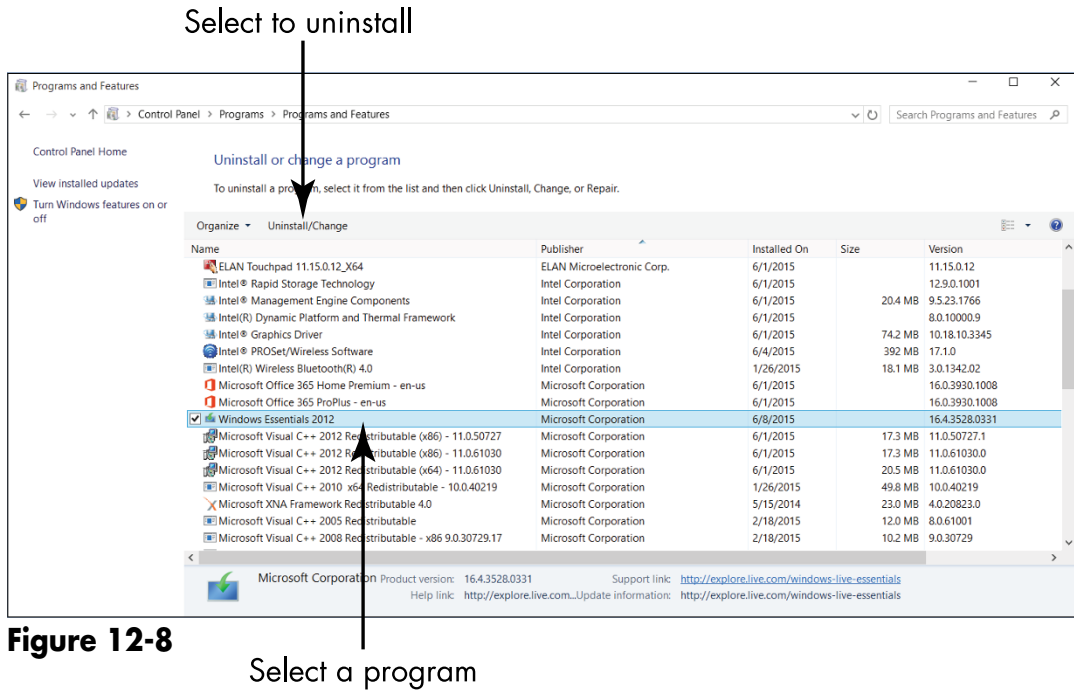 Select to uninstall
Programs and Features
Control Panel > Programs > Programs and Features
Search Programs and Features
Control Panel Home
View installed updates
Turn Windows features on or
off
Uninstall or change a program
To uninstall a program, select it from the list and then click Uninstall, Change, or Repair.
Organize Uninstall/Change
Name Publisher Installed On Size Version
ELAN Touchpad 11.15.0.12_X64 ELAN Microelectronic Corp. 6/1/2015 11.15.0.12
Intel® Rapid Storage Technology Intel Corporation 6/1/2015 12.9.0.1001
Intel® Management Engine Components Intel Corporation 6/1/2015 20.4 MB 9.5.23.1766
Intel(R) Dynamic Platform and Thermal Framework Intel Corporation 6/1/2015 8.0.10000.9
Intel® Graphics Driver Intel Corporation 6/1/2015 74.2 MB 10.18.10.3345
Intel® PROSet/Wireless Software Intel Corporation 6/4/2015 392 MB 17.1.0
Intel(R) Wireless Bluetooth(R) 4.0 Intel Corporation 1/26/2015 18.1 MB 3.0.1342.02
Microsoft Office 365 Home Premium - en-us Microsoft Corporation 6/1/2015 16.0.3930.1008
Microsoft Office 365 ProPlus - en-us Microsoft Corporation 6/1/2015 16.0.3930.1008
Windows Essentials 2012 Microsoft Corporation 6/8/2015 16.4.3528.0331
Microsoft Visual C++ 2012 Redistributable (x86) - 11.0.50727 Microsoft Corporation 6/1/2015 17.3 MB 11.0.50727.1
Microsoft Visual C++ 2012 Redistributable (x86) - 11.0.61030 Microsoft Corporation 6/1/2015 17.3 MB 11.0.61030.0
Microsoft Visual C++ 2012 Redistributable (x64) - 11.0.61030 Microsoft Corporation 6/1/2015 20.5 MB 11.0.61030.0
Microsoft Visual C++ 2010 x64 Redistributable - 10.0.40219 Microsoft Corporation 1/26/2015 49.8 MB 10.0.40219
Microsoft XNA Framework Redistributable 4.0 Microsoft Corporation 5/15/2014 23.0 MB 4.0.20823.0
Microsoft Visual C++ 2005 Redistributable Microsoft Corporation 2/18/2015 12.0 MB 8.0.61001
Microsoft Visual C++ 2008 Redistributable - x86 9.0.30729.17 Microsoft Corporation 2/18/2015 10.2 MB 9.0.30729
Microsoft Corporation Product version: 16.4.3528.0331 Support link: http://explore.live.com/windows-live-essentials
Help link: http://explore.live.com... Update information: http://explore.live.com/windows-live-essentials
Figure 12-8
Select a program